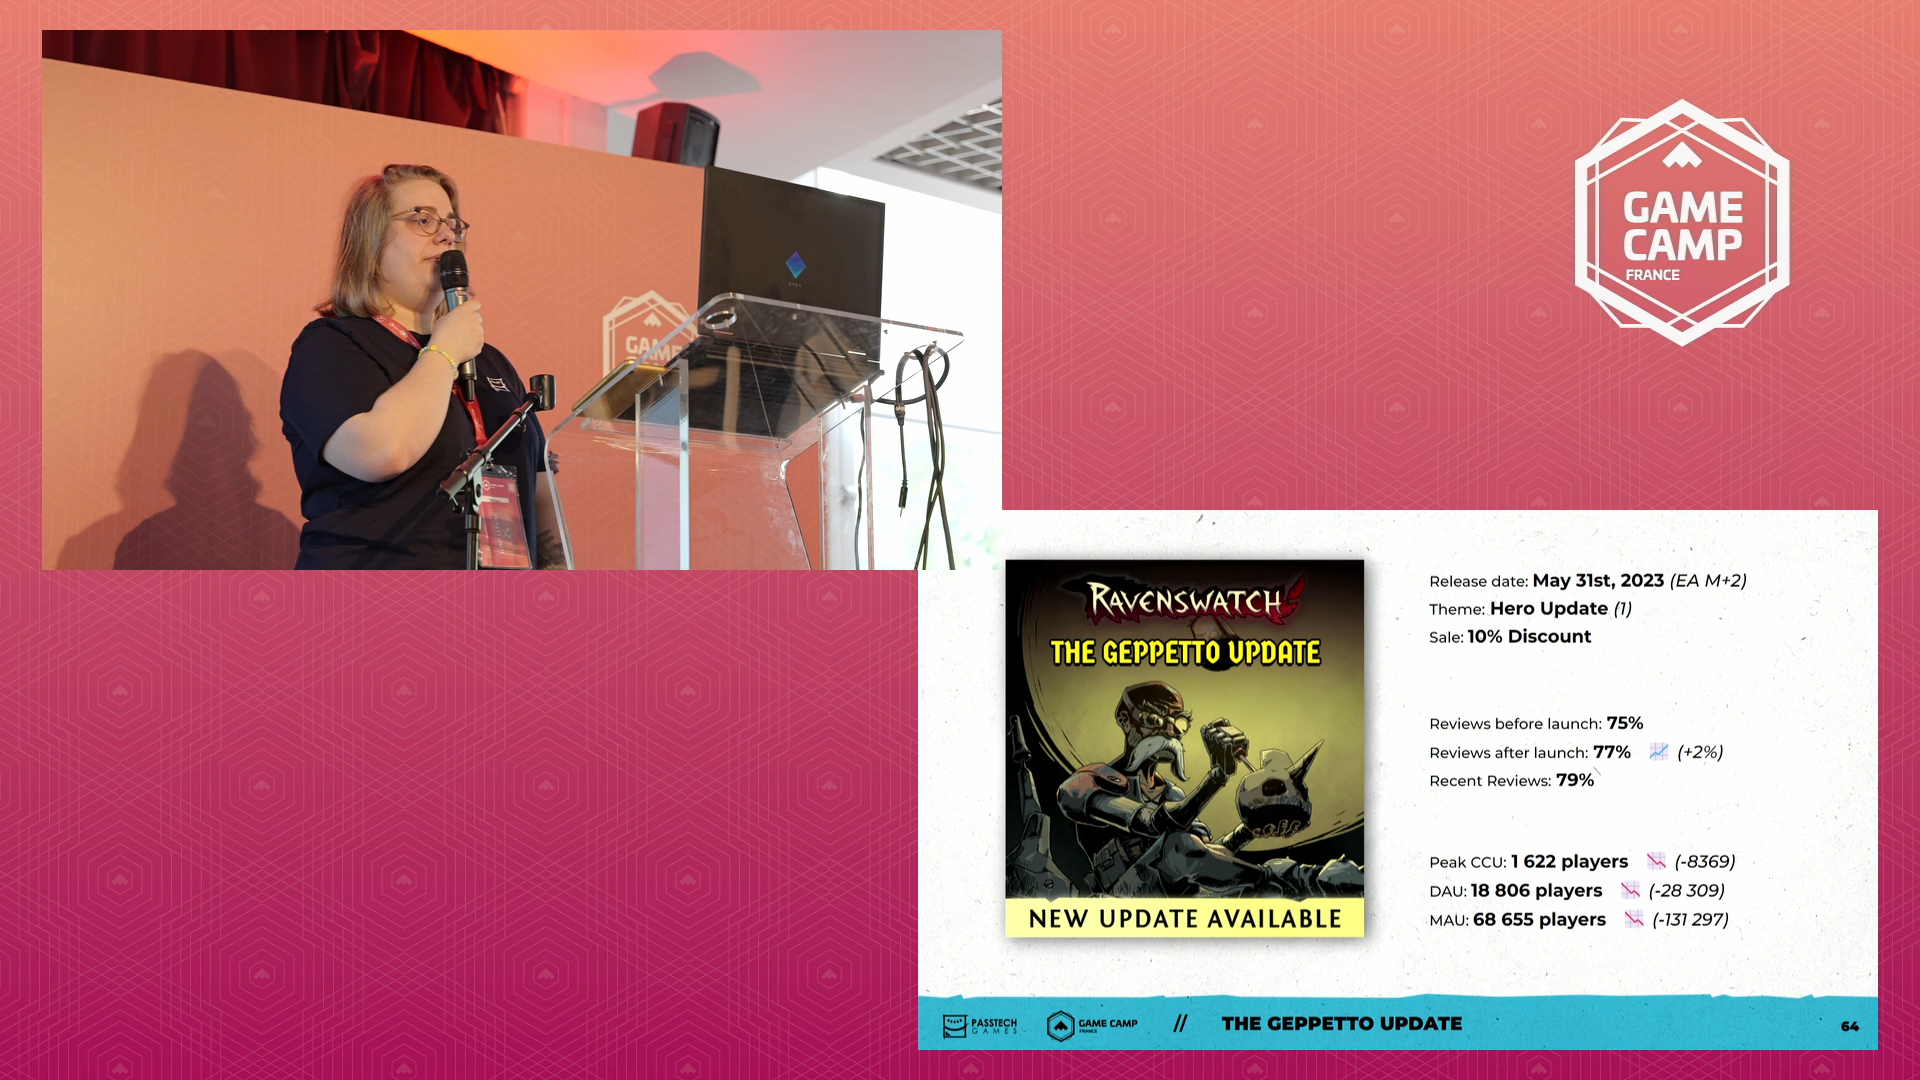 GAME
CAMP
FRANCE
GAME
RAVENSWATCH
THE GEPPETTO UPDATE
NEW UPDATE AVAILABLE
Release date: May 31st, 2023 (EA M+2)
Theme: Hero Update (1)
Sale: 10% Discount
Reviews before launch: 75%
Reviews after launch: 77% (+2%)
Recent Reviews: 79%
Peak CCU: 1 622 players (-8369)
DAU: 18 806 players (-28 309)
MAU: 68 655 players (-131 297)
PASSTECH
GAMES
GAME CAMP
FRANCE
//
THE GEPPETTO UPDATE
64